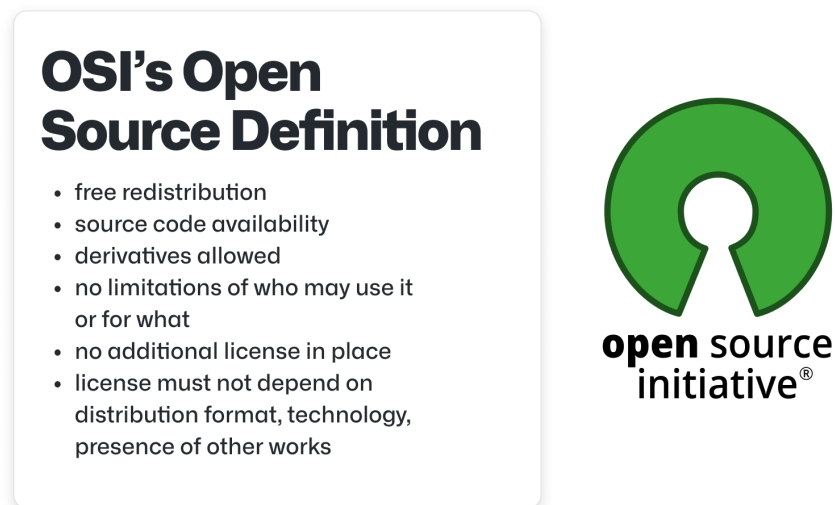 OSI’s Open
Source Definition
• free redistribution
• source code availability
• derivatives allowed
• no limitations of who may use it
or for what
• no additional license in place
• license must not depend on
distribution format, technology,
presence of other works
open source
initiative®